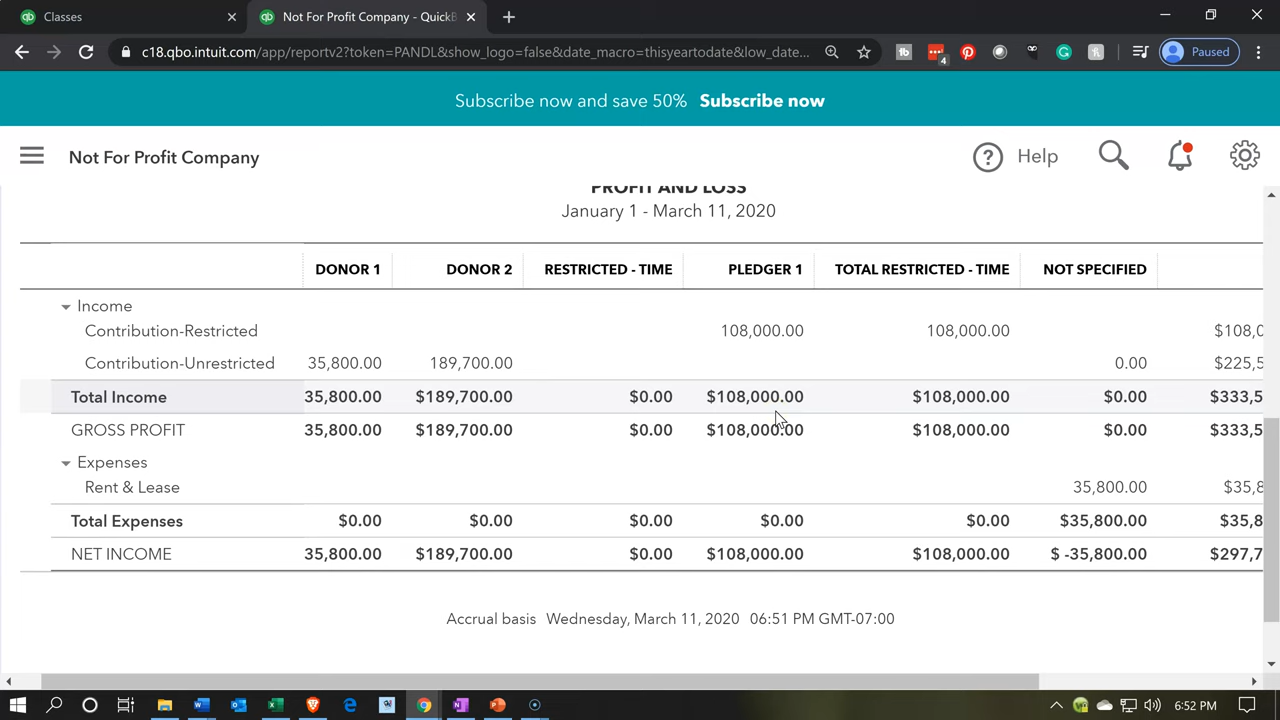 Classes
Not For Profit Company - QuickB
c18.qbo.intuit.com/app/reportv2?token=PANDL&show_logo=false&date_macro=thisyeartodate&low_date...
4
Paused
Subscribe now and save 50% Subscribe now
Not For Profit Company
Help
PROFIT AND LOSS
January 1 - March 11, 2020
DONOR 1 DONOR 2 RESTRICTED - TIME PLEDGER 1 TOTAL RESTRICTED - TIME NOT SPECIFIED
Income
Contribution-Restricted 108,000.00 108,000.00 $108,0
Contribution-Unrestricted 35,800.00 189,700.00 0.00 $225,5
Total Income 35,800.00 $189,700.00 $0.00 $108,000.00 $108,000.00 $0.00 $333,5
GROSS PROFIT 35,800.00 $189,700.00 $0.00 $108,000.00 $108,000.00 $0.00 $333,5
Expenses
Rent & Lease 35,800.00 $35,8
Total Expenses $0.00 $0.00 $0.00 $0.00 $0.00 $35,800.00 $35,8
NET INCOME 35,800.00 $189,700.00 $0.00 $108,000.00 $108,000.00 $ -35,800.00 $297,7
Accrual basis Wednesday, March 11, 2020 06:51 PM GMT-07:00
6:52 PM